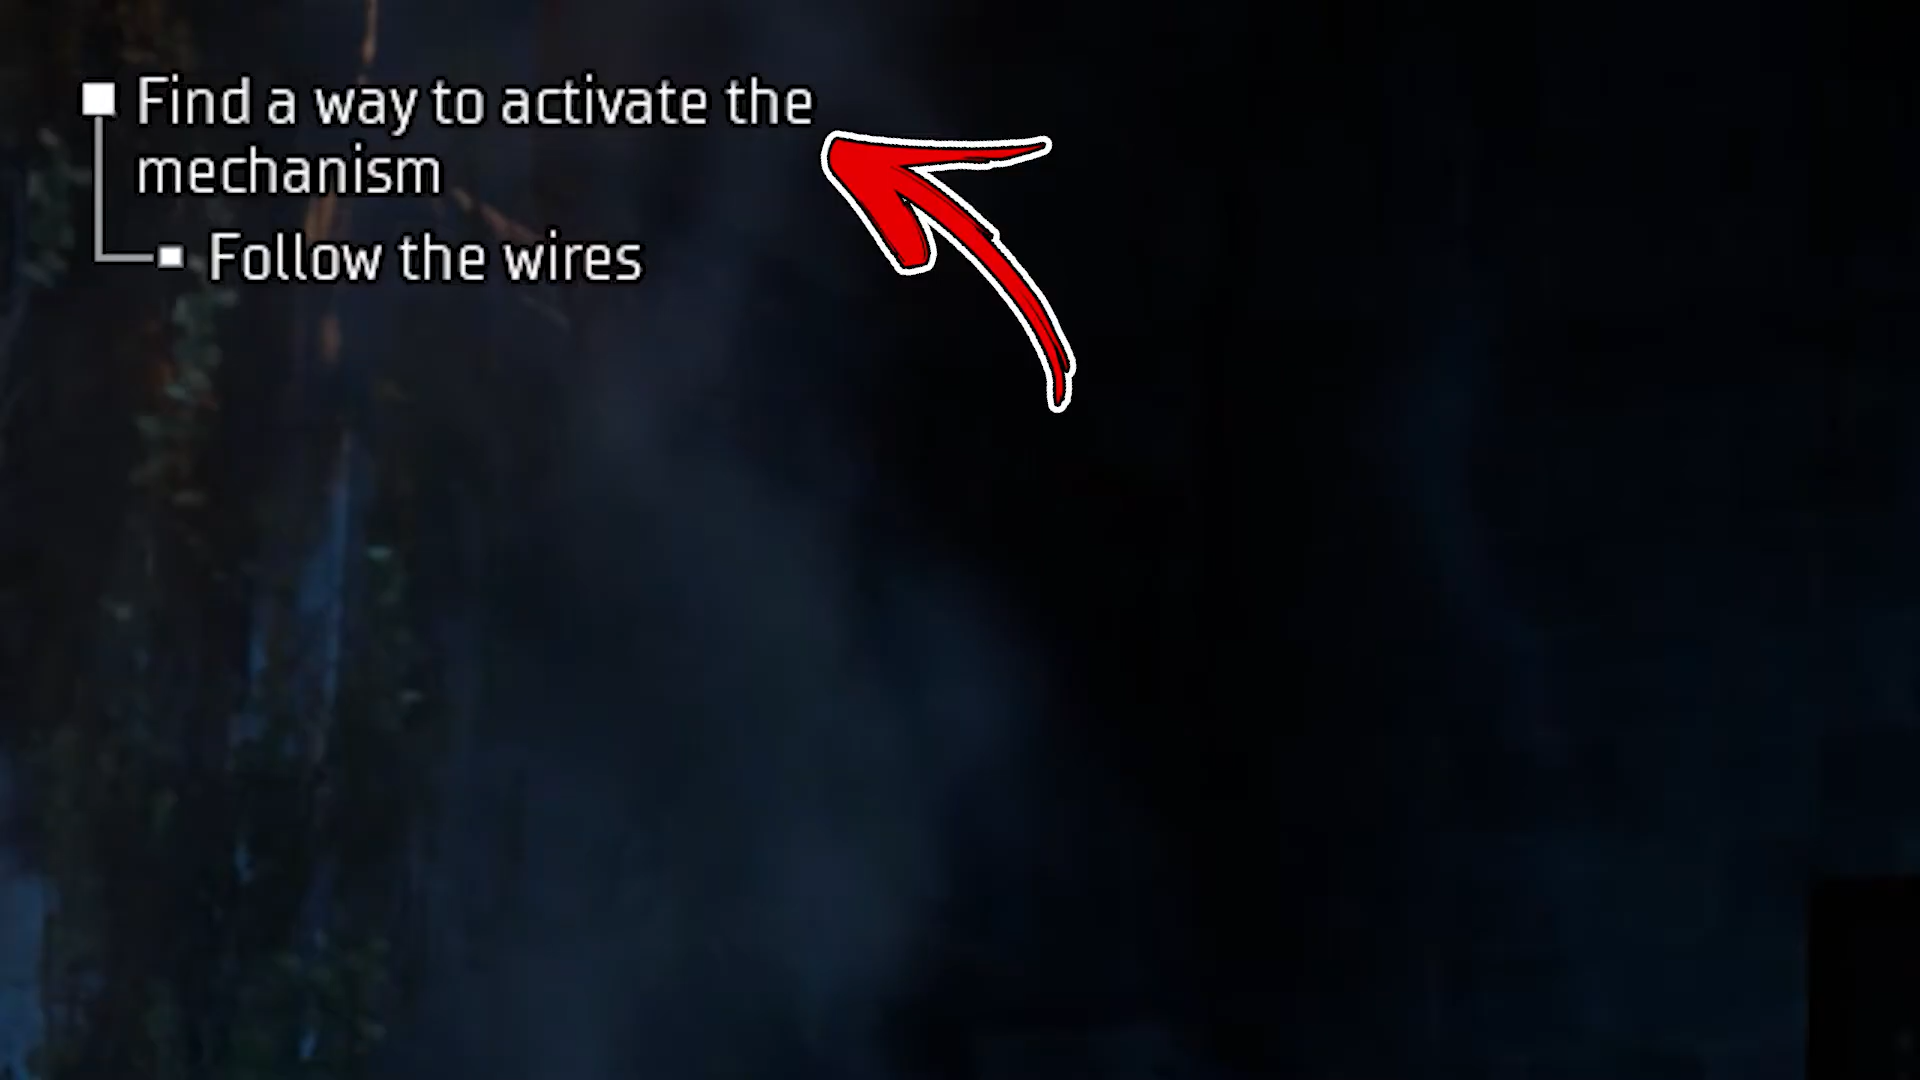 Find a way to activate the
mechanism
Follow the wires